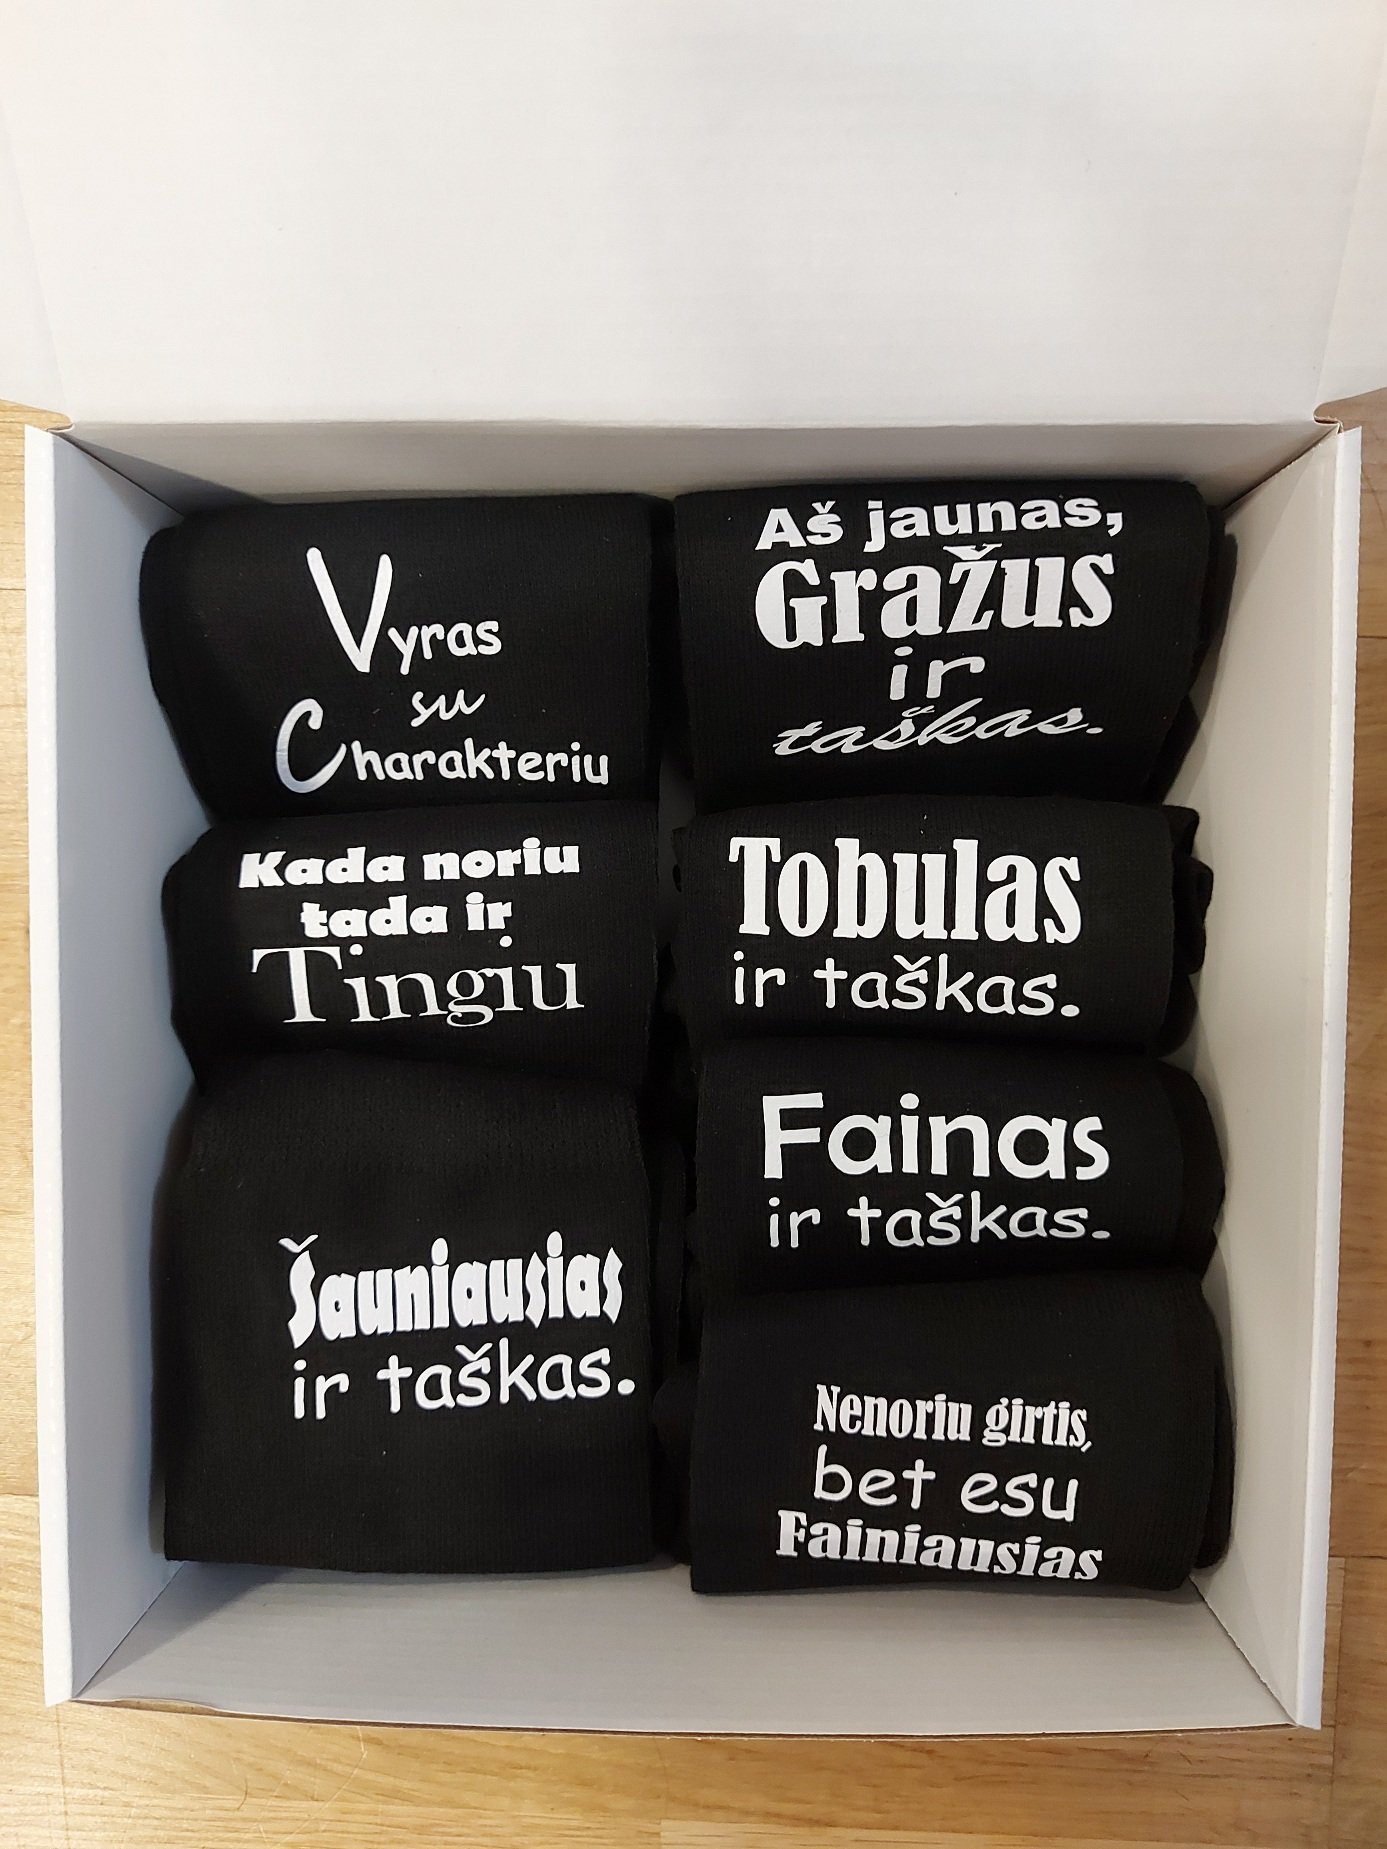 Vyras
su
Charakteriu
Kada noriu
tada ir
Tingiu
Šauniausias
ir taškas.
Aš jaunas,
Gražus
ir
taškas.
Tobulas
ir taškas.
Fainas
ir taškas.
Nenoriu girtis,
bet esu
Fainiausias